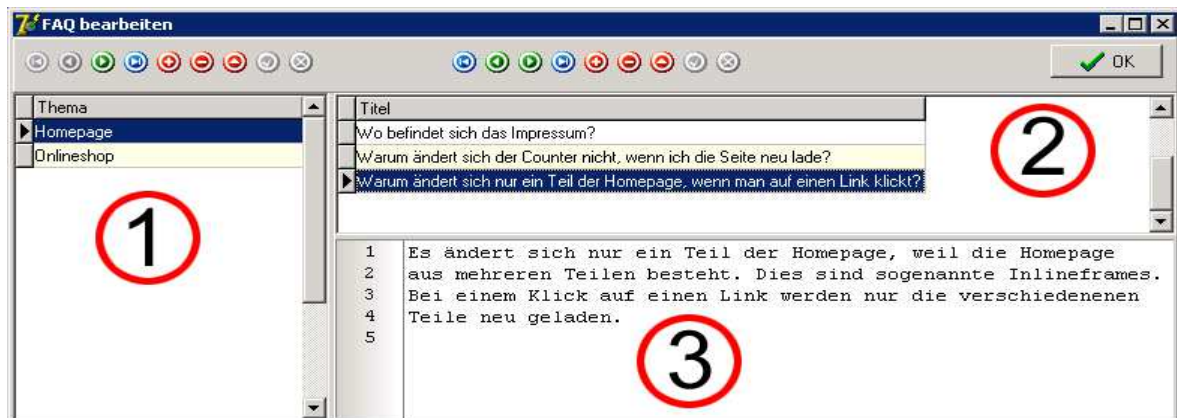 FAQ bearbeiten
OK
Thema
Homepage
Onlineshop
1
Titel
Wo befindet sich das Impressum?
Warum ändert sich der Counter nicht, wenn ich die Seite neu lade?
Warum ändert sich nur ein Teil der Homepage, wenn man auf einen Link klickt?
2
1 Es ändert sich nur ein Teil der Homepage, weil die Homepage
2 aus mehreren Teilen besteht. Dies sind sogenannte Inlineframes.
3 Bei einem Klick auf einen Link werden nur die verschiedenenen
4 Teile neu geladen.
5
3